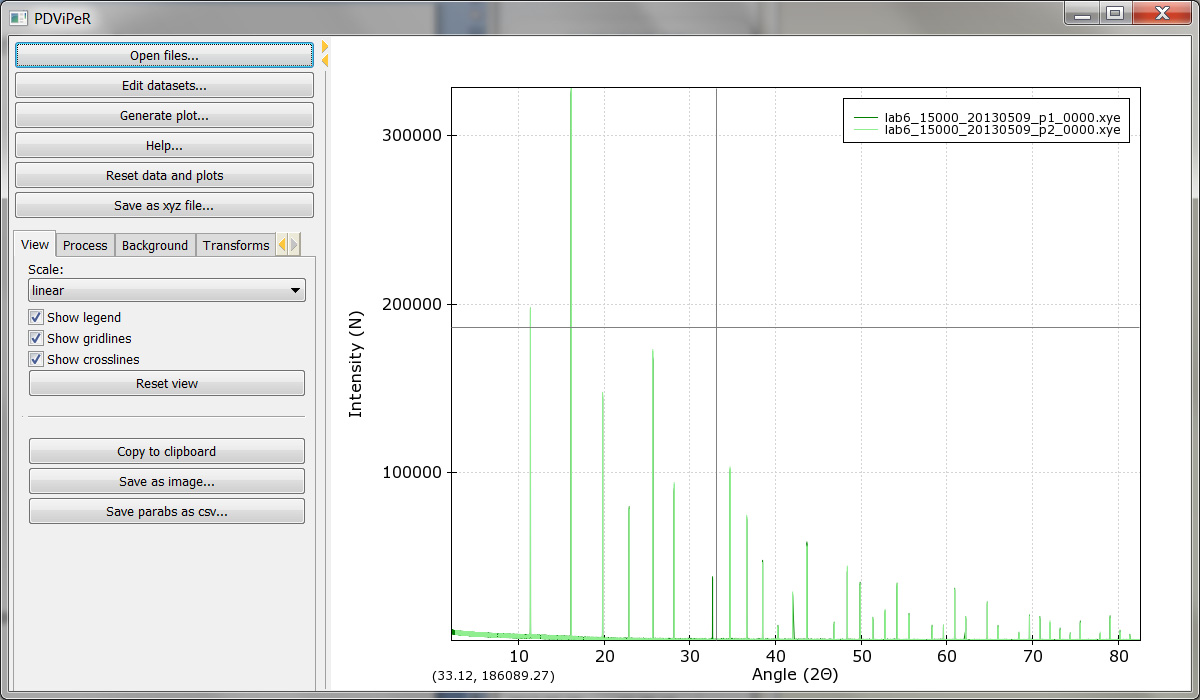 PDViPeR
Open files...
Edit datasets...
Generate plot...
Help...
Reset data and plots
Save as xyz file...
View Process Background Transforms
Scale:
linear
Show legend
Show gridlines
Show crosslines
Reset view
Copy to clipboard
Save as image...
Save parabs as csv...
lab6_15000_20130509_p1_0000.xye
lab6_15000_20130509_p2_0000.xye
300000
200000
100000
Intensity (N)
10 20 30 40 50 60 70 80
Angle (2Θ)
(33.12, 186089.27)